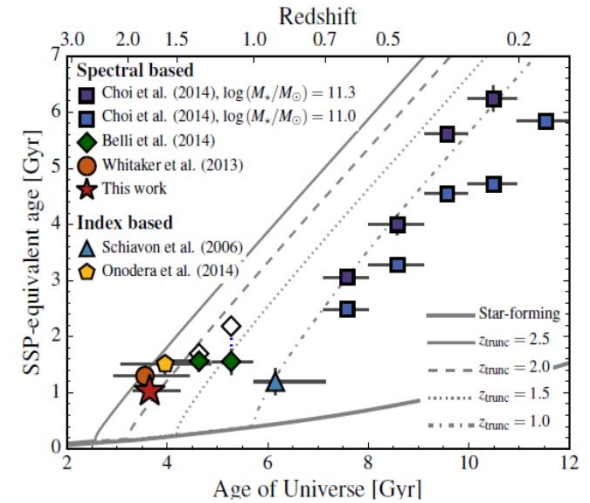 Redshift
3.0 2.0 1.5 1.0 0.7 0.5 0.2
7
6
5
4
3
2
1
0
SSP-equivalent age [Gyr]
Spectral based
Choi et al. (2014), log(M⋆/M⊙) = 11.3
Choi et al. (2014), log(M⋆/M⊙) = 11.0
Belli et al. (2014)
Whitaker et al. (2013)
This work
Index based
Schiavon et al. (2006)
Onodera et al. (2014)
Star-forming
z_trunc = 2.5
z_trunc = 2.0
z_trunc = 1.5
z_trunc = 1.0
2 4 6 8 10 12
Age of Universe [Gyr]